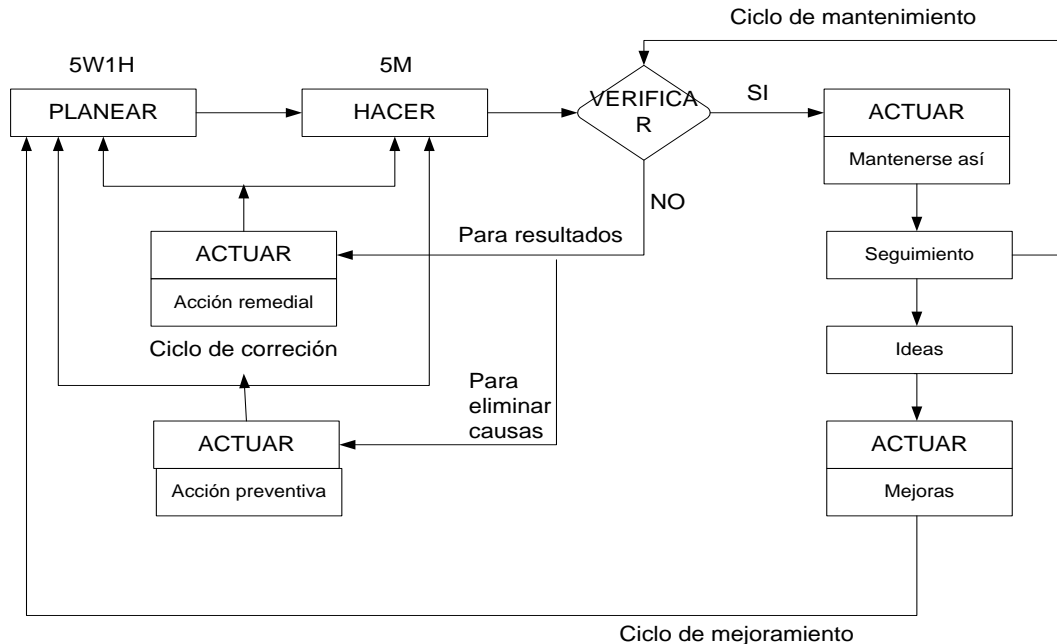 Ciclo de mantenimiento
5W1H
5M
PLANEAR
HACER
VERIFICA
R
SI
ACTUAR
Mantenerse así
NO
Para resultados
ACTUAR
Acción remedial
Seguimiento
Ciclo de correción
Ideas
Para
eliminar
causas
ACTUAR
Acción preventiva
ACTUAR
Mejoras
Ciclo de mejoramiento